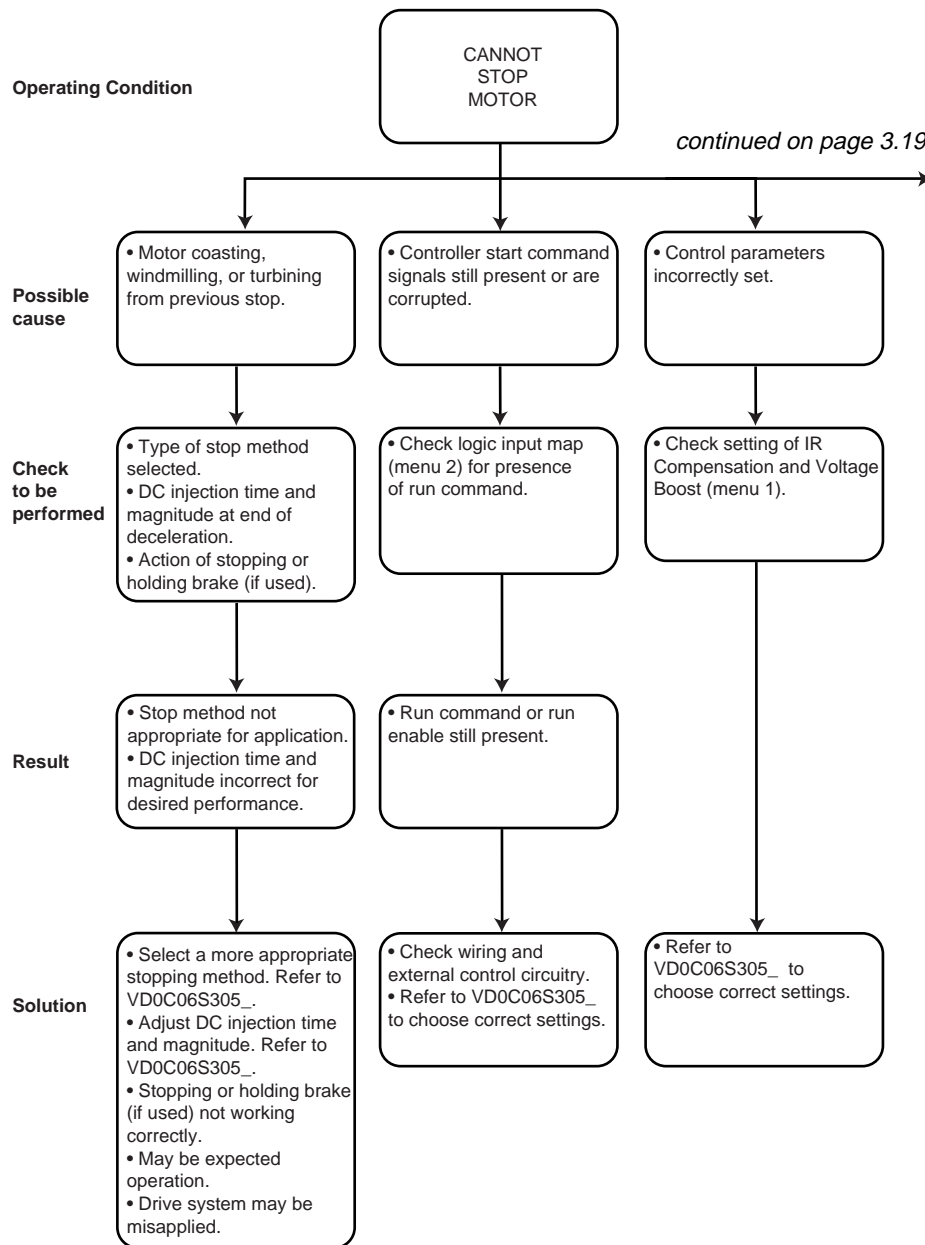 Operating Condition
CANNOT
STOP
MOTOR
continued on page 3.19
Possible
cause
• Motor coasting,
windmilling, or turbining
from previous stop.
• Controller start command
signals still present or are
corrupted.
• Control parameters
incorrectly set.
Check
to be
performed
• Type of stop method
selected.
• DC injection time and
magnitude at end of
deceleration.
• Action of stopping or
holding brake (if used).
• Check logic input map
(menu 2) for presence
of run command.
• Check setting of IR
Compensation and Voltage
Boost (menu 1).
Result
• Stop method not
appropriate for application.
• DC injection time and
magnitude incorrect for
desired performance.
• Run command or run
enable still present.
Solution
• Select a more appropriate
stopping method. Refer to
VD0C06S305_.
• Adjust DC injection time
and magnitude. Refer to
VD0C06S305_.
• Stopping or holding brake
(if used) not working
correctly.
• May be expected
operation.
• Drive system may be
misapplied.
• Check wiring and
external control circuitry.
• Refer to VD0C06S305_
to choose correct settings.
• Refer to
VD0C06S305_ to
choose correct settings.